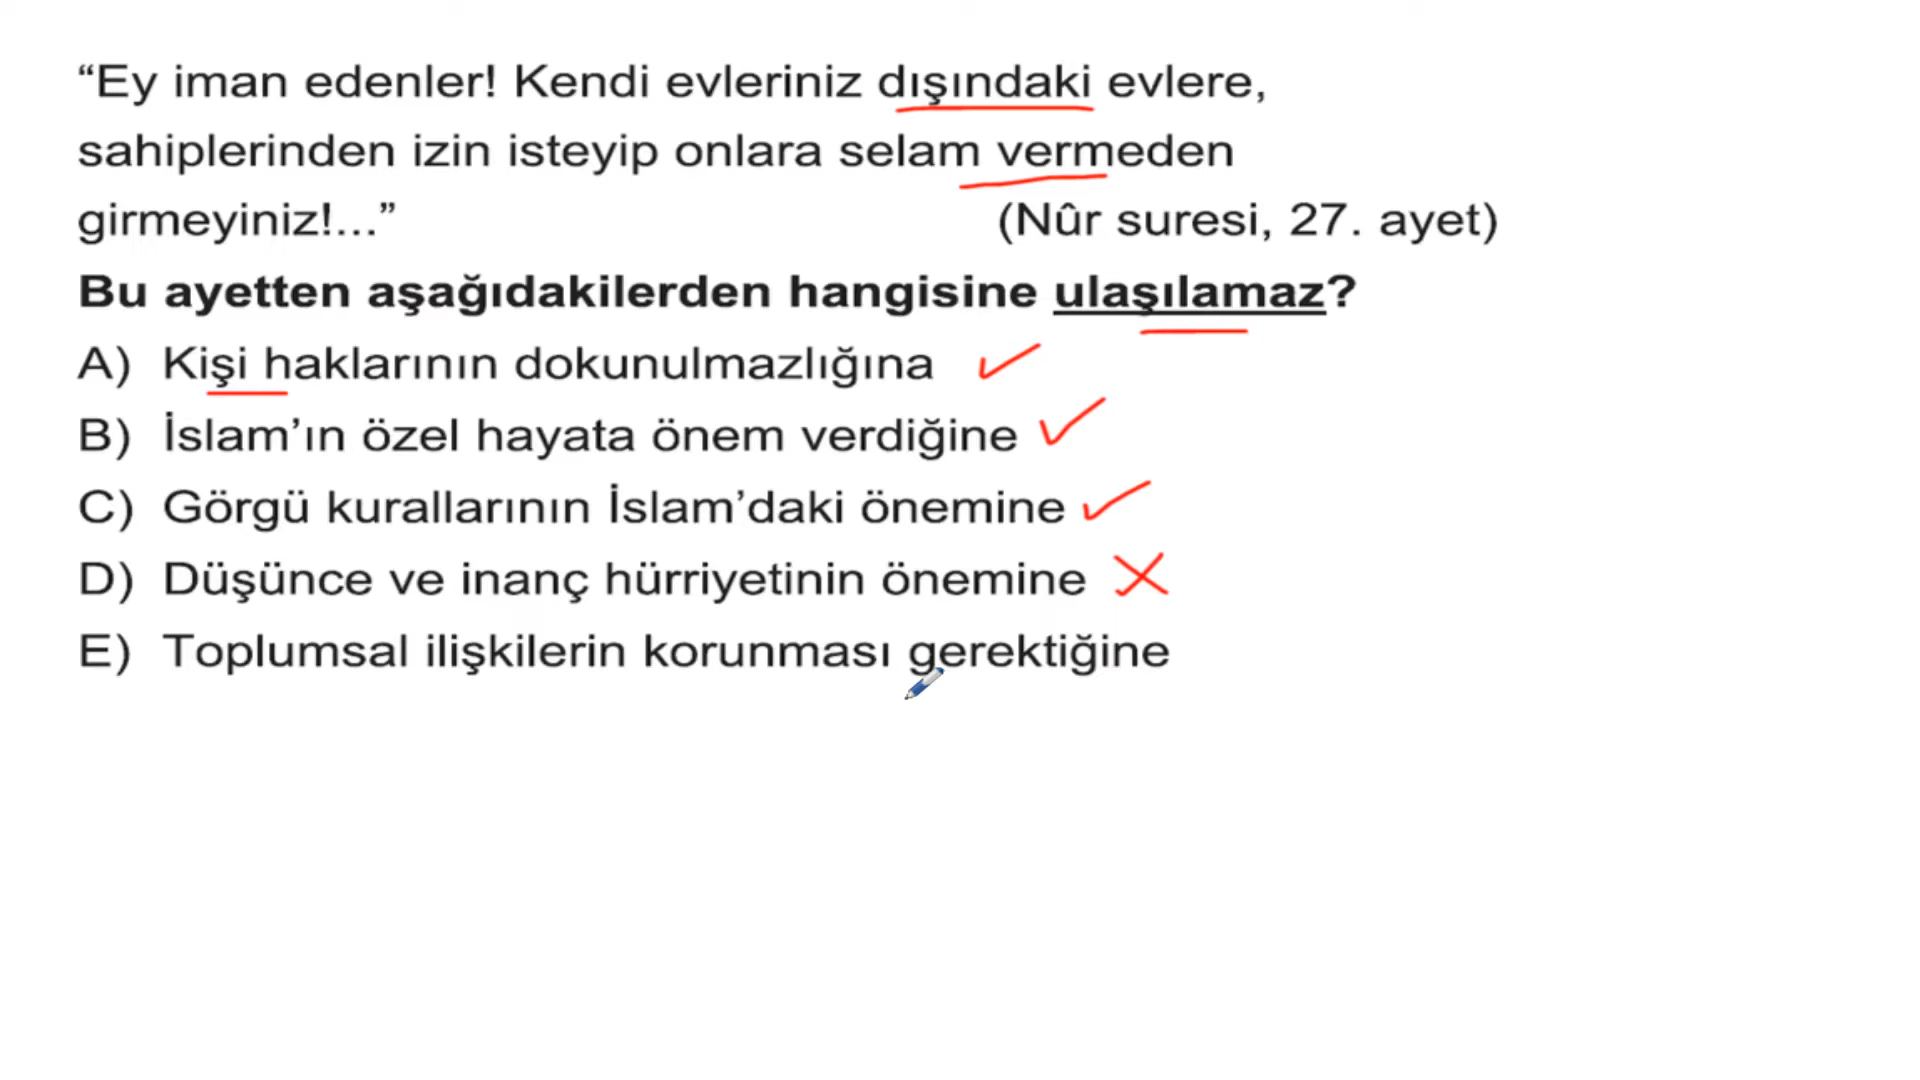 “Ey iman edenler! Kendi evleriniz dışındaki evlere,
sahiplerinden izin isteyip onlara selam vermeden
girmeyiniz!...” (Nûr suresi, 27. ayet)
Bu ayetten aşağıdakilerden hangisine ulaşılamaz?
A) Kişi haklarının dokunulmazlığına
B) İslam’ın özel hayata önem verdiğine
C) Görgü kurallarının İslam’daki önemine
D) Düşünce ve inanç hürriyetinin önemine
E) Toplumsal ilişkilerin korunması gerektiğine